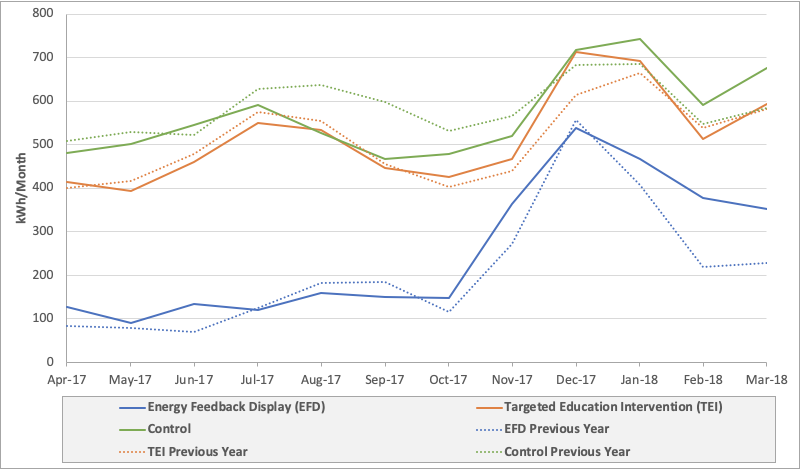 800
700
600
500
400
300
200
100
0
kWh/Month
Apr-17 May-17 Jun-17 Jul-17 Aug-17 Sep-17 Oct-17 Nov-17 Dec-17 Jan-18 Feb-18 Mar-18
Energy Feedback Display (EFD) Targeted Education Intervention (TEI)
Control EFD Previous Year
TEI Previous Year Control Previous Year